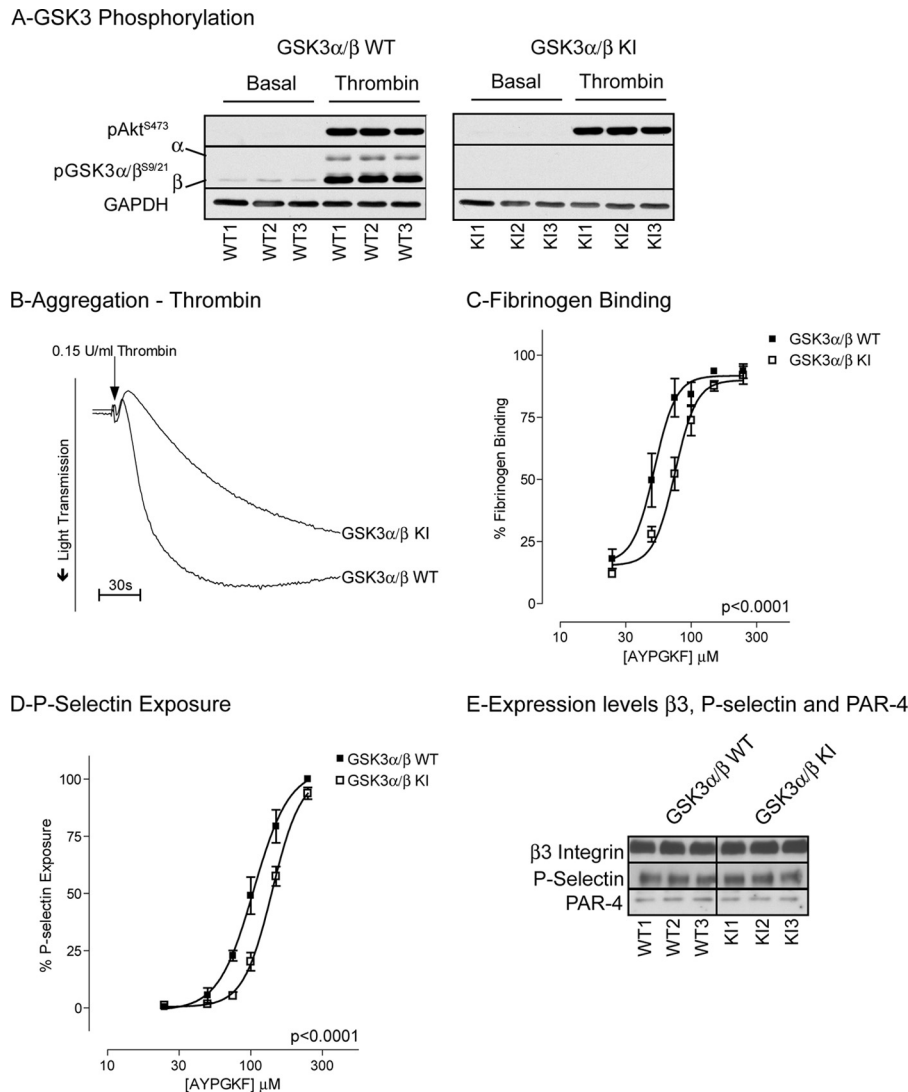 A-GSK3 Phosphorylation
GSK3α/β WT
GSK3α/β KI
Basal
Thrombin
Basal
Thrombin
pAktS473
α
pGSK3α/βS9/21
β
GAPDH
WT1
WT2
WT3
WT1
WT2
WT3
KI1
KI2
KI3
KI1
KI2
KI3
B-Aggregation - Thrombin
0.15 U/ml Thrombin
← Light Transmission
GSK3α/β KI
GSK3α/β WT
30s
C-Fibrinogen Binding
GSK3α/β WT
GSK3α/β KI
% Fibrinogen Binding
100
75
50
25
0
p<0.0001
10
30
100
300
[AYPGKF] μM
D-P-Selectin Exposure
GSK3α/β WT
GSK3α/β KI
% P-selectin Exposure
100
75
50
25
0
p<0.0001
10
30
100
300
[AYPGKF] μM
E-Expression levels β3, P-selectin and PAR-4
GSK3α/β WT
GSK3α/β KI
β3 Integrin
P-Selectin
PAR-4
WT1
WT2
WT3
KI1
KI2
KI3